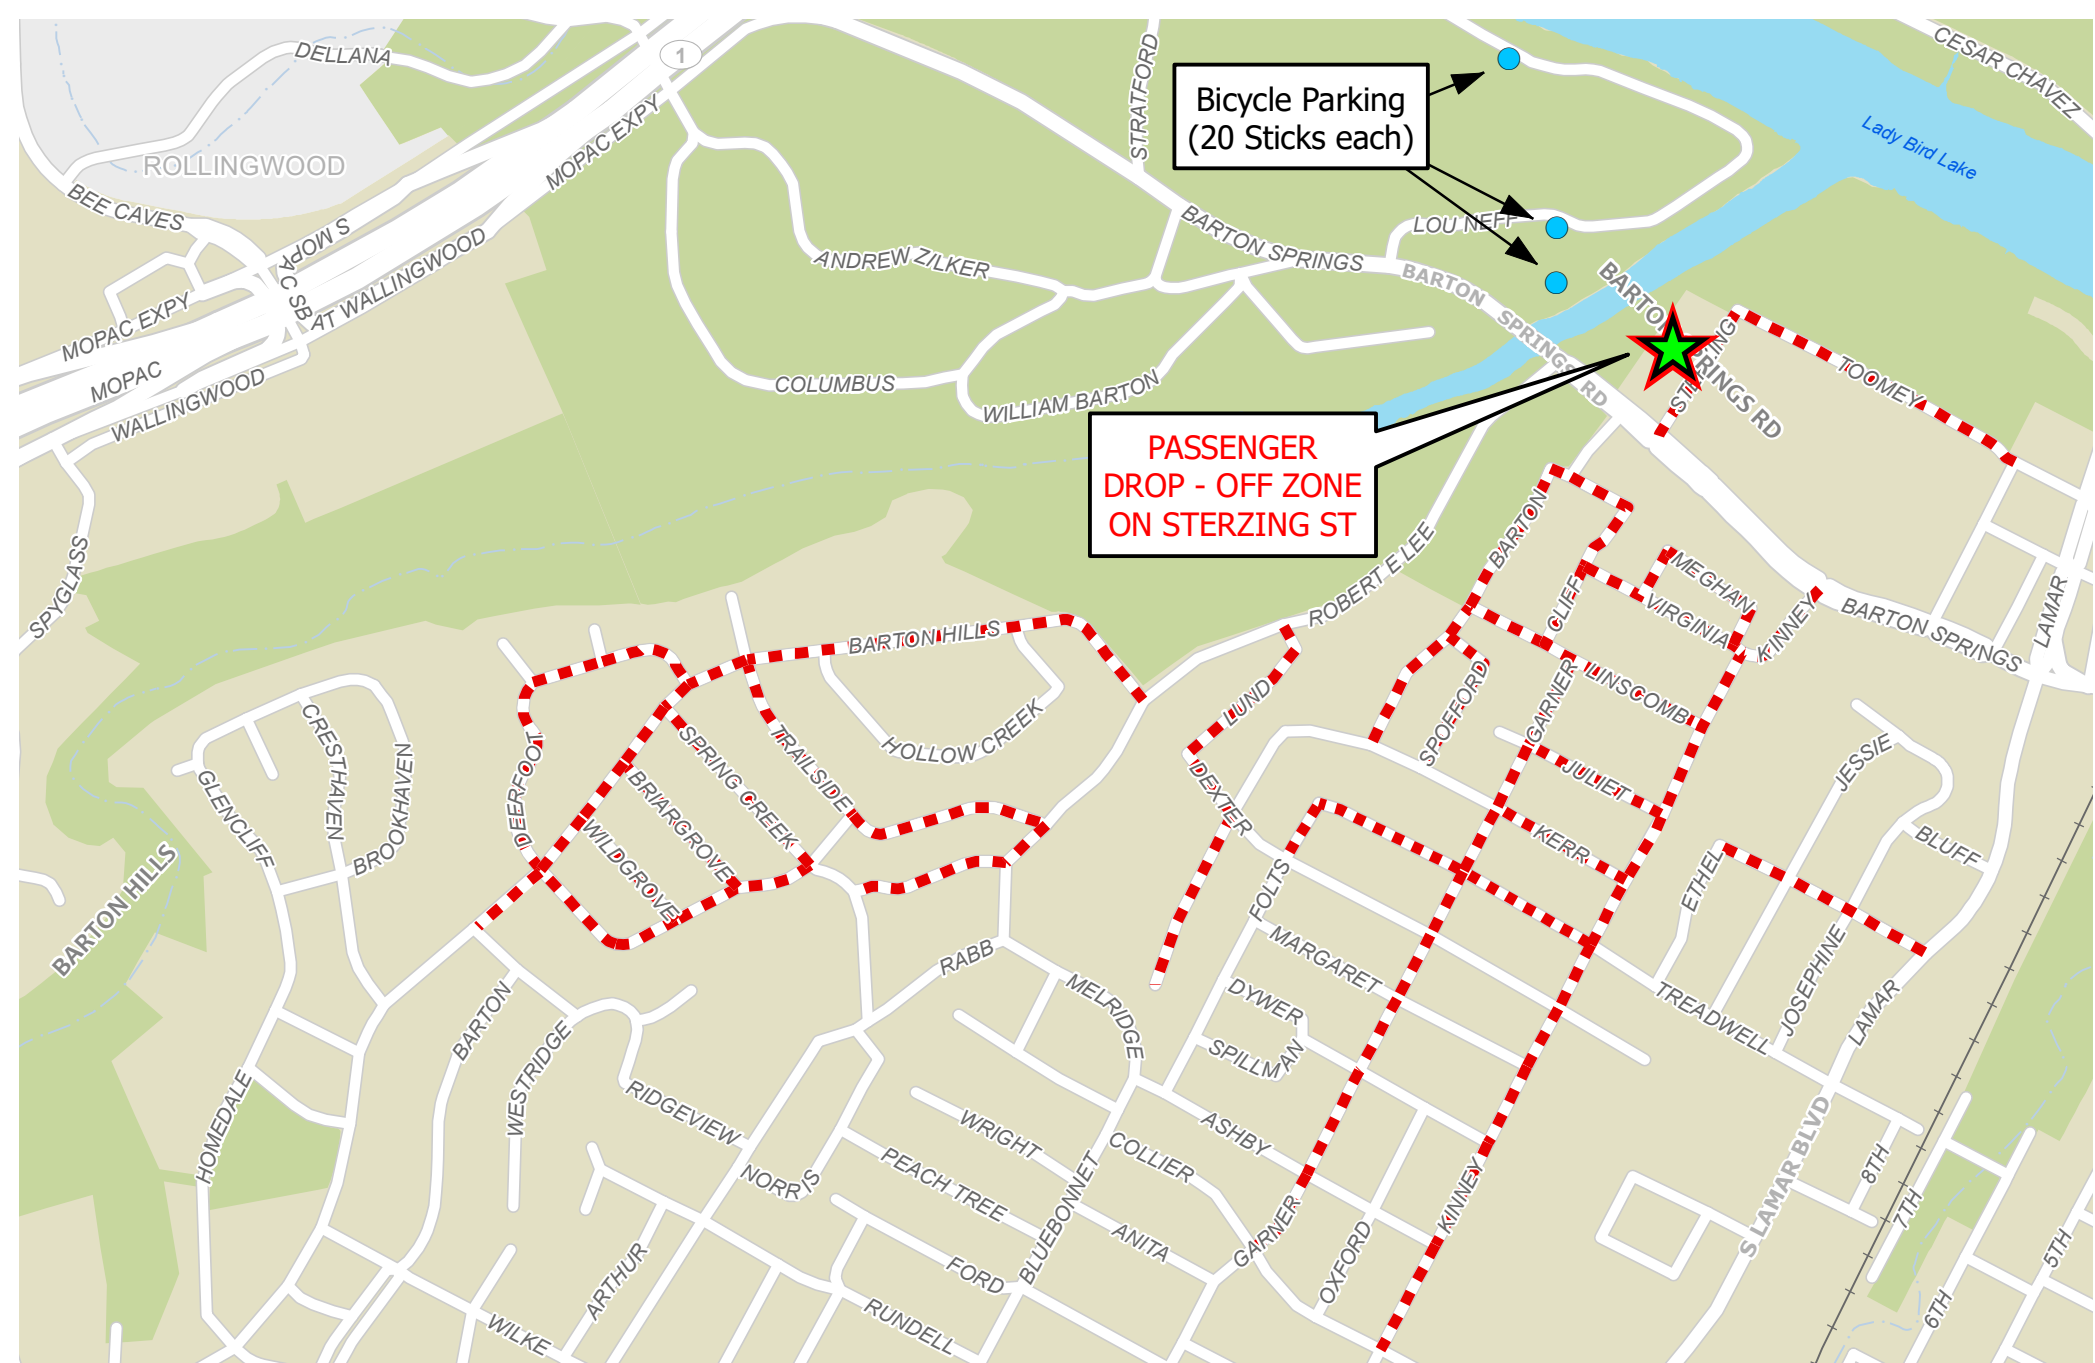 DELLANA
1
STRATFORD
CESAR CHAVEZ
Bicycle Parking
(20 Sticks each)
Lady Bird Lake
ROLLINGWOOD
MOPAC EXPY
BEE CAVES
S MOPAC SB
AT WALLINGWOOD
ANDREW ZILKER
BARTON SPRINGS
LOU NEFF
BARTON SPRINGS RD
BARTON SPRINGS RD
STERZING
TOOMEY
MOPAC EXPY
MOPAC
WALLINGWOOD
COLUMBUS
WILLIAM BARTON
PASSENGER
DROP - OFF ZONE
ON STERZING ST
SPYGLASS
ROBERT E LEE
BARTON
CLIFF
MEGHAN
VIRGINIA
KINNEY
BARTON SPRINGS
LAMAR
BARTON HILLS
LUND
SPOFFORD
GARNER
LINSCOMB
HOLLOW CREEK
CRESTHAVEN
BROOKHAVEN
GLENCLIFF
DEERFOOT
SPRING CREEK
TRAILSIDE
BRIARGROVE
WILDGROVE
DEXTER
JULIET
KERR
JESSIE
BLUFF
ETHEL
FOLTS
BARTON HILLS
RABB
MARGARET
DYWER
SPILLMAN
MELRIDGE
TREADWELL
JOSEPHINE
LAMAR
BARTON
WESTRIDGE
HOMEDALE
RIDGEVIEW
NORRIS
WRIGHT
PEACH TREE
COLLIER
ASHBY
BLUEBONNET
ANITA
GARNER
KINNEY
OXFORD
S LAMAR BLVD
8TH
7TH
6TH
5TH
ARTHUR
FORD
WILKE
RUNDELL